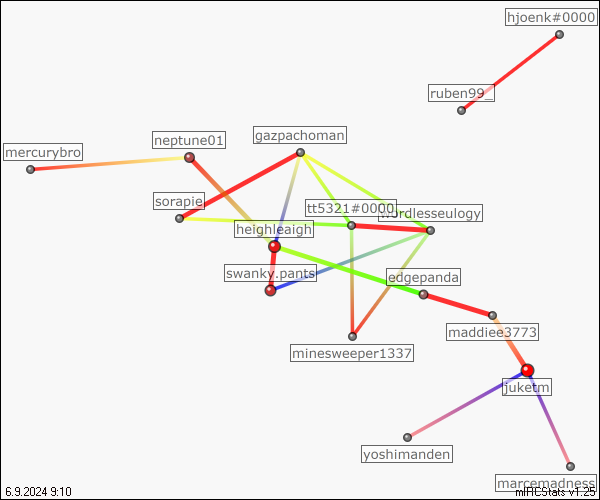 hjoenk#0000
ruben99_
gazpachoman
neptune01
mercurybro
sorapie
tt5321#0000
wordlesseulogy
heighleaigh
swanky.pants
edgepanda
maddiee3773
minesweeper1337
juketm
yoshimanden
marcemadness
6.9.2024 9:10
mIRCStats v1.25